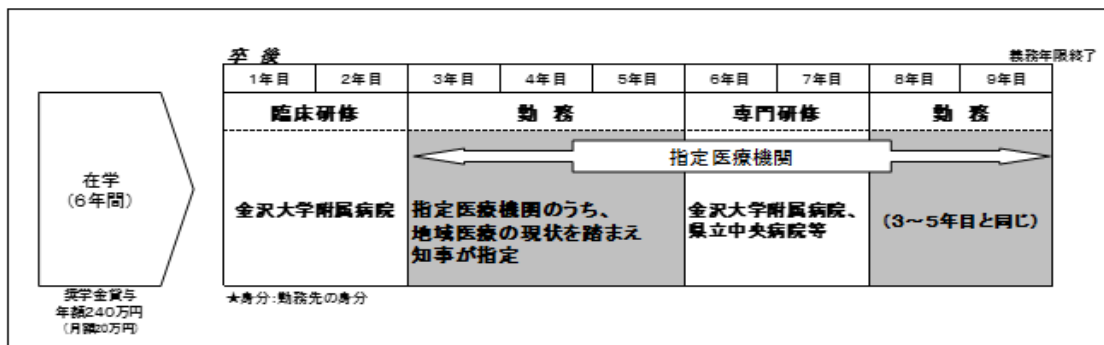 卒 後
義務年限終了
1年目 2年目 3年目 4年目 5年目 6年目 7年目 8年目 9年目
臨床研修 勤 務 専門研修 勤 務
指定医療機関
在学
(6年間)
金沢大学附属病院
指定医療機関のうち、
地域医療の現状を踏まえ
知事が指定
金沢大学附属病院、
県立中央病院等
(3～5年目と同じ)
奨学金貸与
年額240万円
(月額20万円)
★身分:勤務先の身分